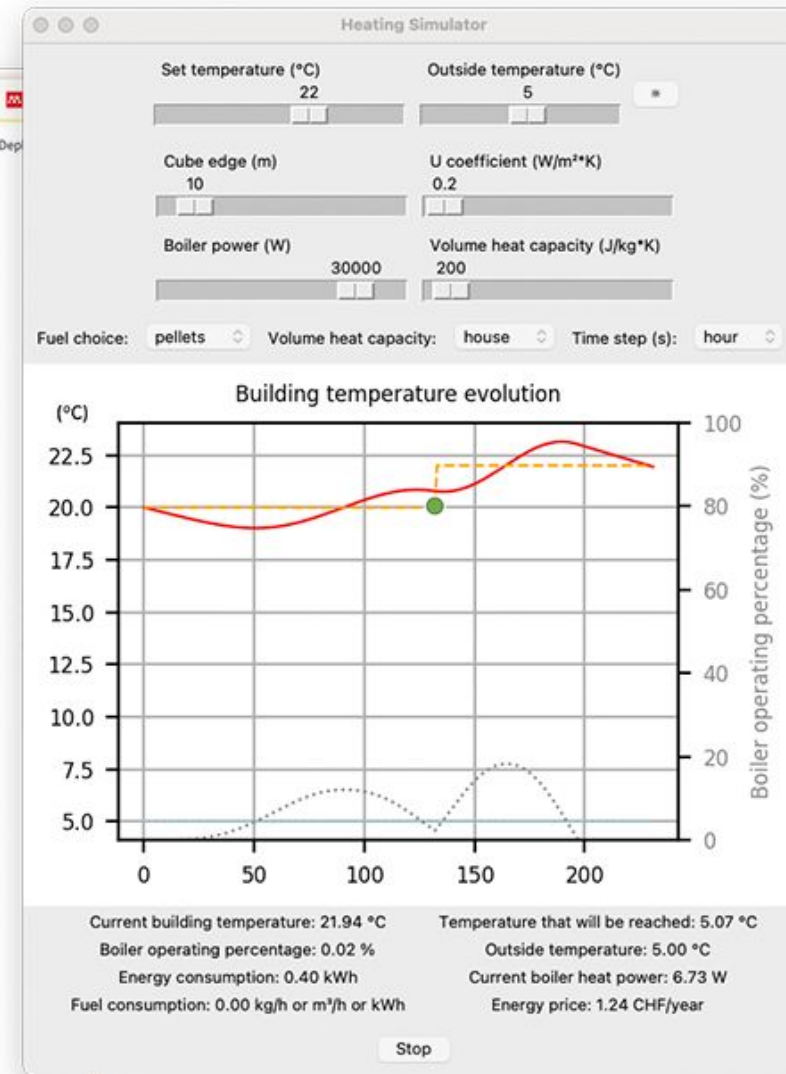 Heating Simulator
Set temperature (°C) Outside temperature (°C)
22 5
Cube edge (m) U coefficient (W/m²*K)
10 0.2
Boiler power (W) Volume heat capacity (J/kg*K)
30000 200
Fuel choice: pellets Volume heat capacity: house Time step (s): hour
Building temperature evolution
(°C)
100
22.5
20.0 80
17.5
60
15.0
12.5
40
10.0
7.5 20
5.0
0
Boiler operating percentage (%)
0 50 100 150 200
Current building temperature: 21.94 °C Temperature that will be reached: 5.07 °C
Boiler operating percentage: 0.02 % Outside temperature: 5.00 °C
Energy consumption: 0.40 kWh Current boiler heat power: 6.73 W
Fuel consumption: 0.00 kg/h or m³/h or kWh Energy price: 1.24 CHF/year
Stop